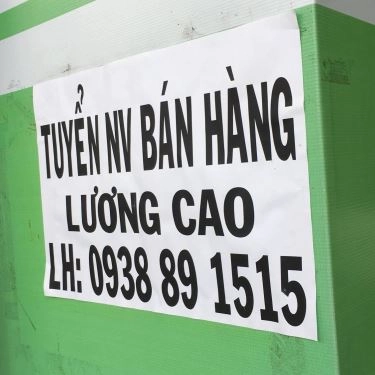 TUYỂN NV BÁN HÀNG
LƯƠNG CAO
LH: 0938 89 1515